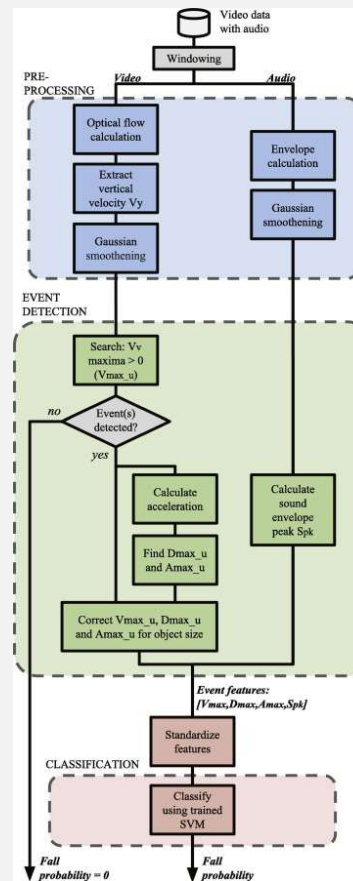 Video data
with audio
Windowing
PRE-
PROCESSING
Video
Audio
Optical flow
calculation
Envelope
calculation
Extract
vertical
velocity Vy
Gaussian
smoothening
Gaussian
smoothening
EVENT
DETECTION
Search: Vv
maxima > 0
(Vmax_u)
no
Event(s)
detected?
yes
Calculate
acceleration
Calculate
sound
envelope
peak Spk
Find Dmax_u
and Amax_u
Correct Vmax_u, Dmax_u
and Amax_u for object size
Event features:
[Vmax,Dmax,Amax,Spk]
Standardize
features
CLASSIFICATION
Classify
using trained
SVM
Fall
probability = 0
Fall
probability